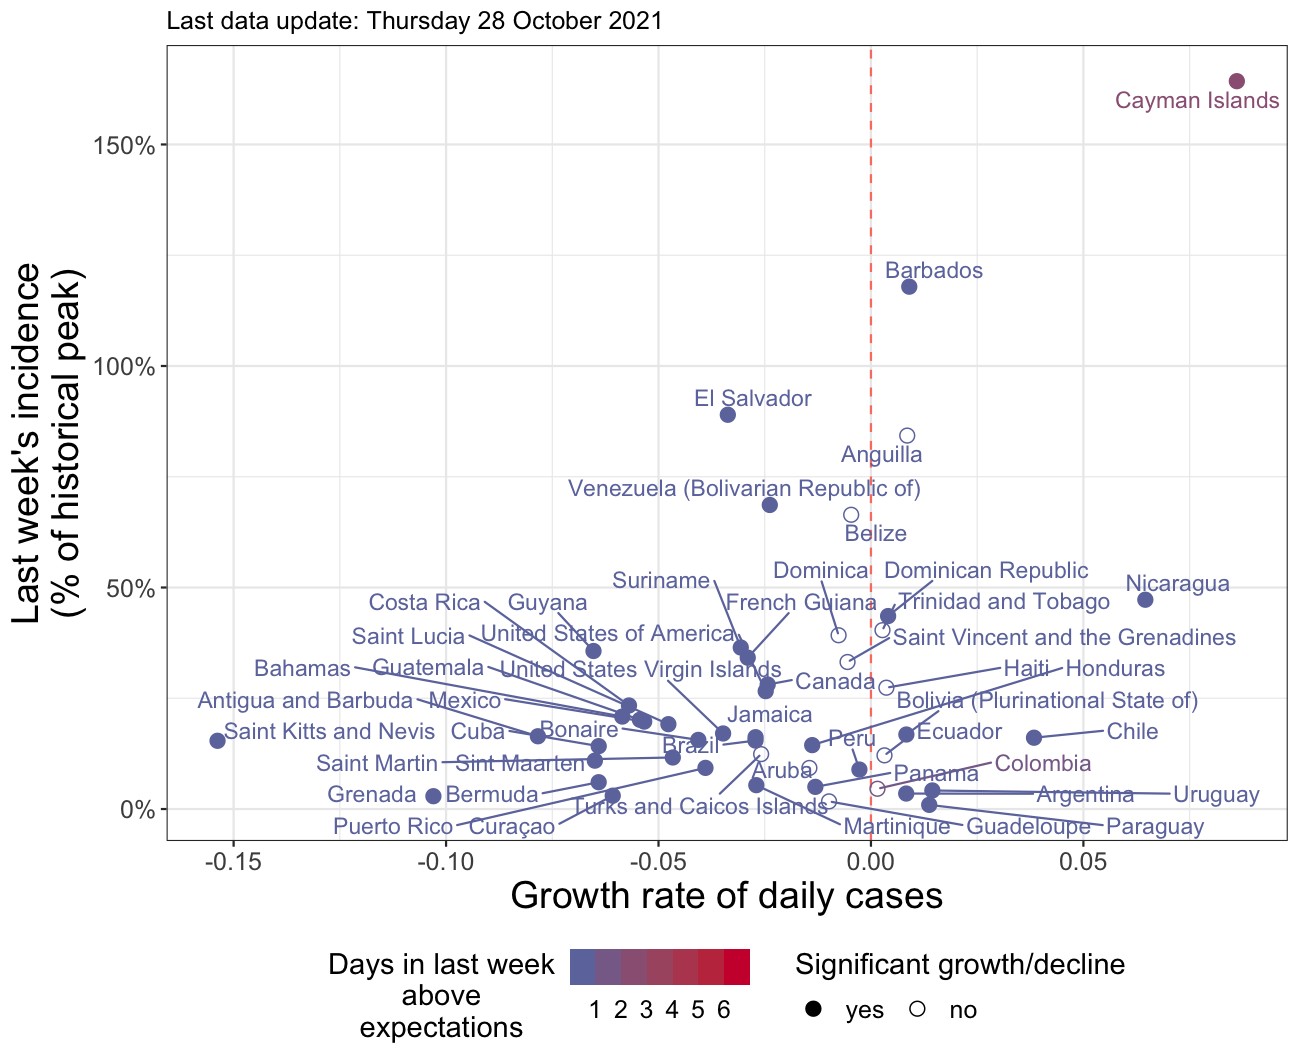 Last data update: Thursday 28 October 2021
Cayman Islands
150%
Barbados
100%
El Salvador
Anguilla
Venezuela (Bolivarian Republic of)
Belize
Last week's incidence
(% of historical peak)
Dominica
Dominican Republic
Suriname
Nicaragua
50%
Costa Rica
Guyana
French Guiana
Trinidad and Tobago
Saint Lucia
United States of America
Saint Vincent and the Grenadines
Bahamas
Guatemala
United States Virgin Islands
Canada
Haiti
Honduras
Antigua and Barbuda
Mexico
Jamaica
Bolivia (Plurinational State of)
Saint Kitts and Nevis
Cuba
Bonaire
Brazil
Peru
Ecuador
Chile
Saint Martin
Sint Maarten
Aruba
Panama
Colombia
Grenada
Bermuda
Turks and Caicos Islands
Argentina
Uruguay
0%
Puerto Rico
Curaçao
Martinique
Guadeloupe
Paraguay
-0.15
-0.10
-0.05
0.00
0.05
Growth rate of daily cases
Days in last week
above
expectations
1 2 3 4 5 6
Significant growth/decline
yes
no